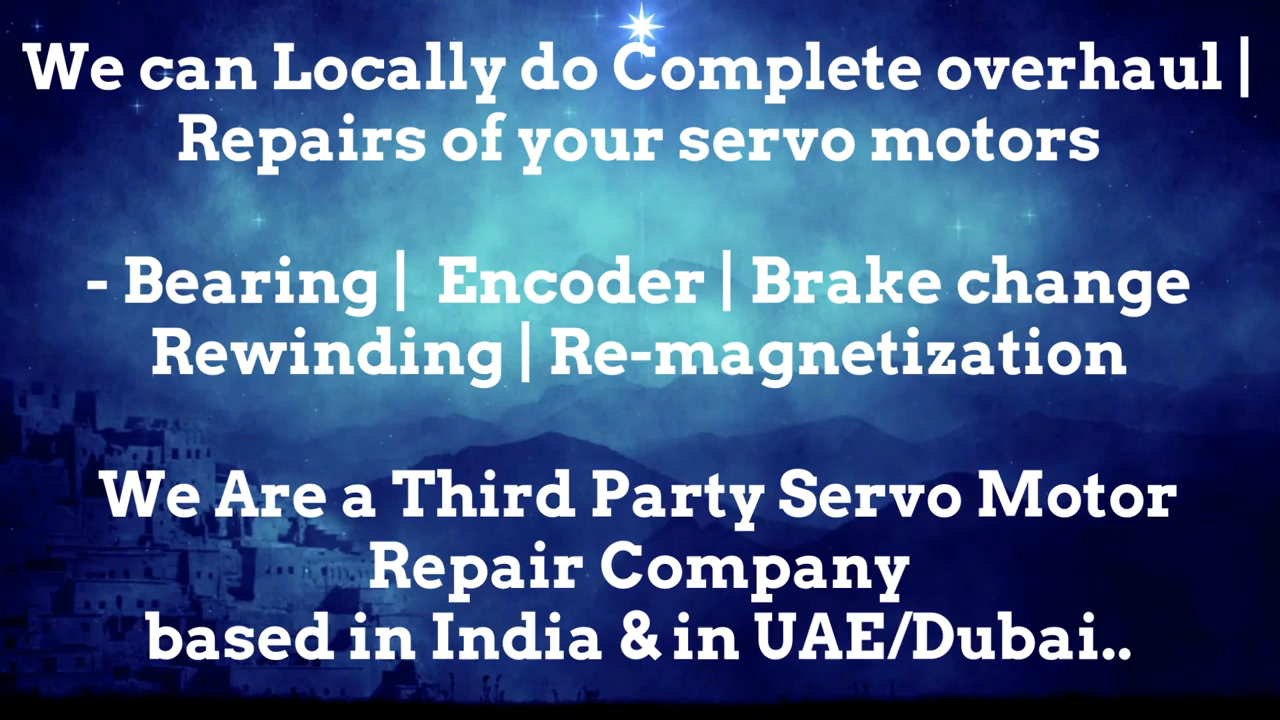 We can Locally do Complete overhaul |
Repairs of your servo motors
- Bearing |  Encoder | Brake change
Rewinding | Re-magnetization
We Are a Third Party Servo Motor
Repair Company
based in India & in UAE/Dubai..